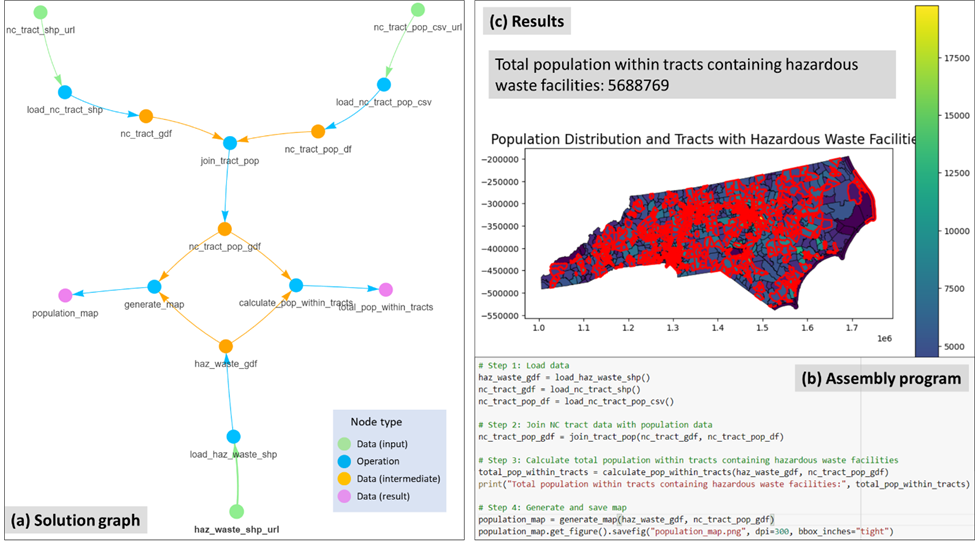 nc_tract_shp_url
nc_tract_pop_csv_url
load_nc_tract_shp
load_nc_tract_pop_csv
nc_tract_gdf
nc_tract_pop_df
join_tract_pop
nc_tract_pop_gdf
generate_map
calculate_pop_within_tracts
population_map
total_pop_within_tracts
haz_waste_gdf
load_haz_waste_shp
haz_waste_shp_url
Node type
Data (input)
Operation
Data (intermediate)
Data (result)
(a) Solution graph
(c) Results
Total population within tracts containing hazardous
waste facilities: 5688769
Population Distribution and Tracts with Hazardous Waste Facilitie
−200000
−250000
−300000
−350000
−400000
−450000
−500000
−550000
1.0 1.1 1.2 1.3 1.4 1.5 1.6 1.7
1e6
17500
15000
12500
10000
7500
5000
(b) Assembly program
# Step 1: Load data
haz_waste_gdf = load_haz_waste_shp()
nc_tract_gdf = load_nc_tract_shp()
nc_tract_pop_df = load_nc_tract_pop_csv()
# Step 2: Join NC tract data with population data
nc_tract_pop_gdf = join_tract_pop(nc_tract_gdf, nc_tract_pop_df)
# Step 3: Calculate total population within tracts containing hazardous waste facilities
total_pop_within_tracts = calculate_pop_within_tracts(haz_waste_gdf, nc_tract_pop_gdf)
print("Total population within tracts containing hazardous waste facilities:", total_pop_within_tracts)
# Step 4: Generate and save map
population_map = generate_map(haz_waste_gdf, nc_tract_pop_gdf)
population_map.get_figure().savefig("population_map.png", dpi=300, bbox_inches="tight")